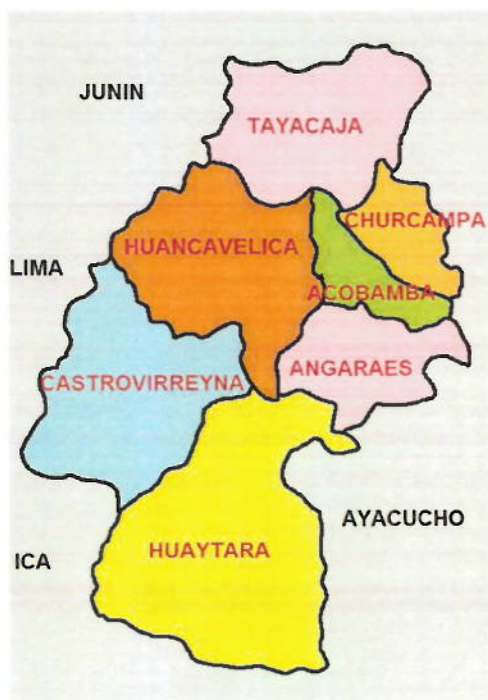 JUNIN
TAYACAJA
CHURCAMPA
HUANCAVELICA
LIMA
ACOBAMBA
ANGARAES
CASTROVIRREYNA
AYACUCHO
HUAYTARA
ICA